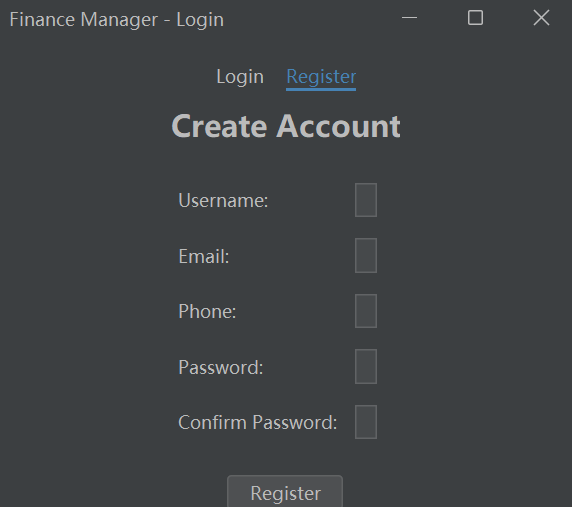 Finance Manager - Login
Login Register
Create Account
Username:
Email:
Phone:
Password:
Confirm Password:
Register